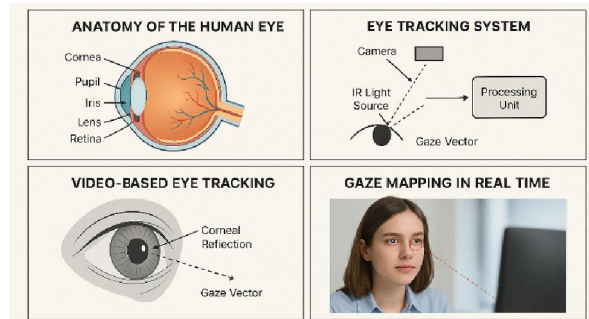 ANATOMY OF THE HUMAN EYE
Cornea
Pupil
Iris
Lens
Retina
EYE TRACKING SYSTEM
Camera
IR Light
Source
Processing
Unit
Gaze Vector
VIDEO-BASED EYE TRACKING
Corneal
Reflection
Gaze Vector
GAZE MAPPING IN REAL TIME